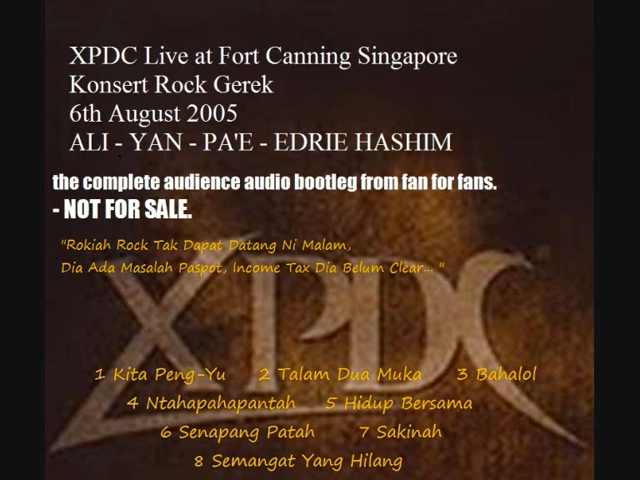 XPDC Live at Fort Canning Singapore
Konsert Rock Gerek
6th August 2005
ALI - YAN - PA'E - EDRIE HASHIM
the complete audience audio bootleg from fan for fans.
- NOT FOR SALE.
"Rokiah Rock Tak Dapat Datang Ni Malam,
Dia Ada Masalah Paspot, Income Tax Dia Belum Clear... "
XPDC
1 Kita Peng-Yu 2 Talam Dua Muka 3 Bahalol
4 Ntahapahapantah 5 Hidup Bersama
6 Senapang Patah 7 Sakinah
8 Semangat Yang Hilang